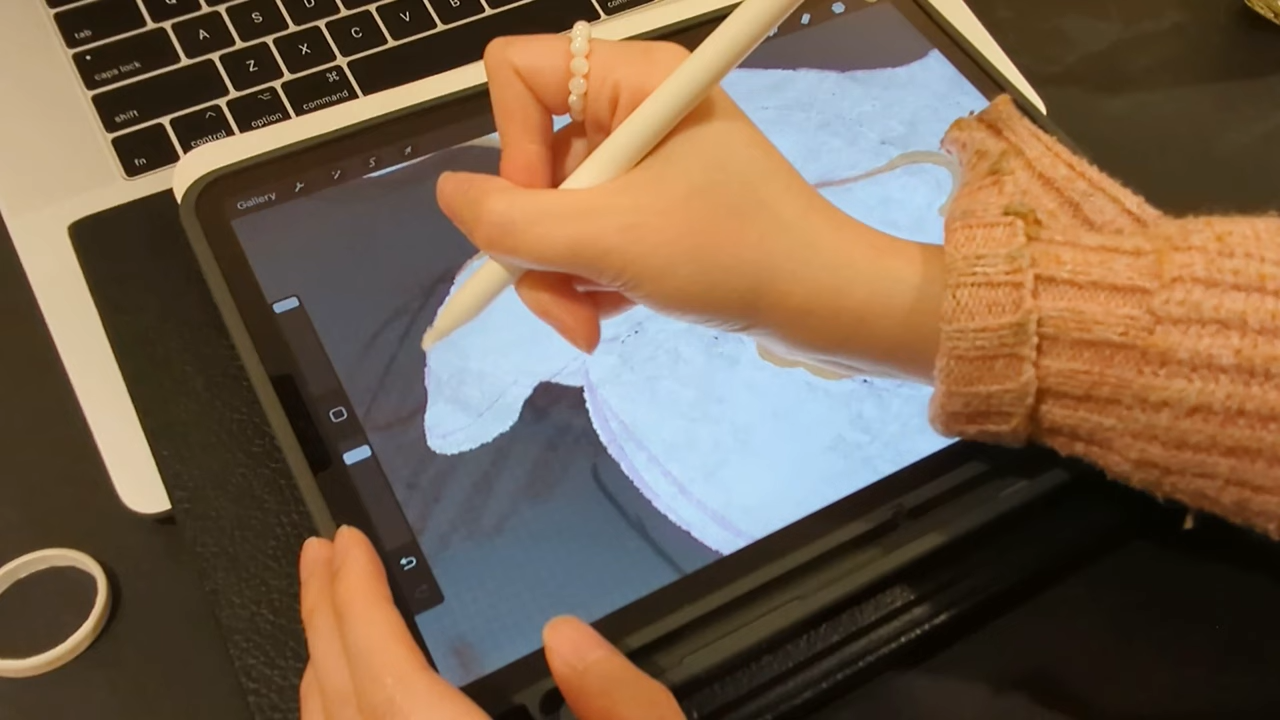 tab Q
caps lock A S D
shift Z X C V B
fn control option command
⌘
Gallery